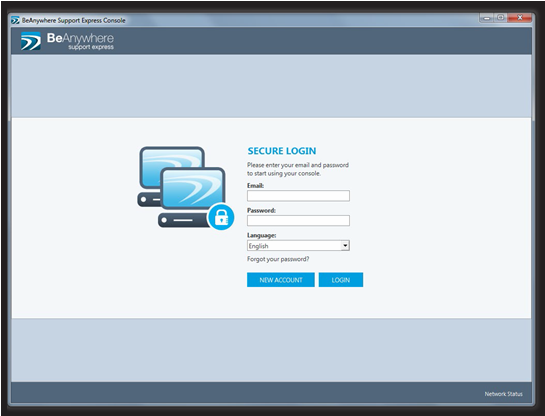 BeAnywhere Support Express Console
BeAnywhere
support express
SECURE LOGIN
Please enter your email and password
to start using your console.
Email:
Password:
Language:
English
Forgot your password?
NEW ACCOUNT
LOGIN
Network Status